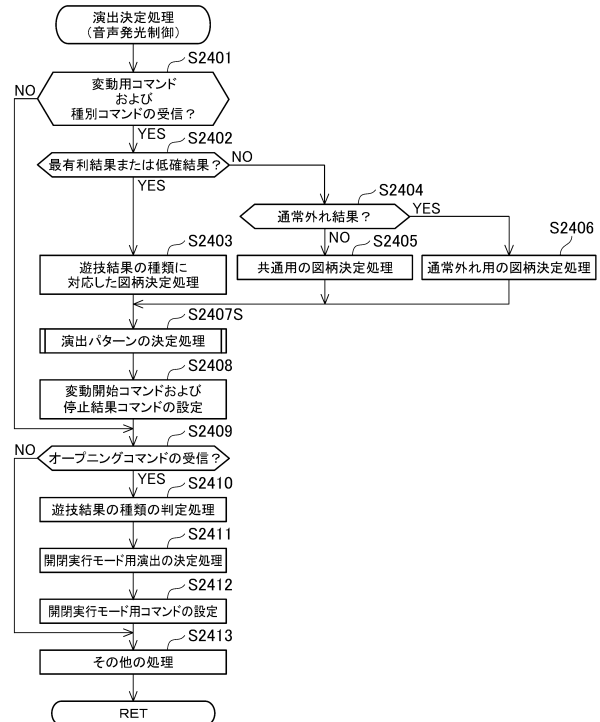 演出決定処理
(音声発光制御)
S2401
変動用コマンド
および
種別コマンドの受信？
NO
YES
S2402
最有利結果または低確結果？
NO
YES
S2404
通常外れ結果？
YES
NO
S2403
遊技結果の種類に
対応した図柄決定処理
S2405
共通用の図柄決定処理
S2406
通常外れ用の図柄決定処理
S2407S
演出パターンの決定処理
S2408
変動開始コマンドおよび
停止結果コマンドの設定
S2409
オープニングコマンドの受信？
NO
YES
S2410
遊技結果の種類の判定処理
S2411
開閉実行モード用演出の決定処理
S2412
開閉実行モード用コマンドの設定
S2413
その他の処理
RET